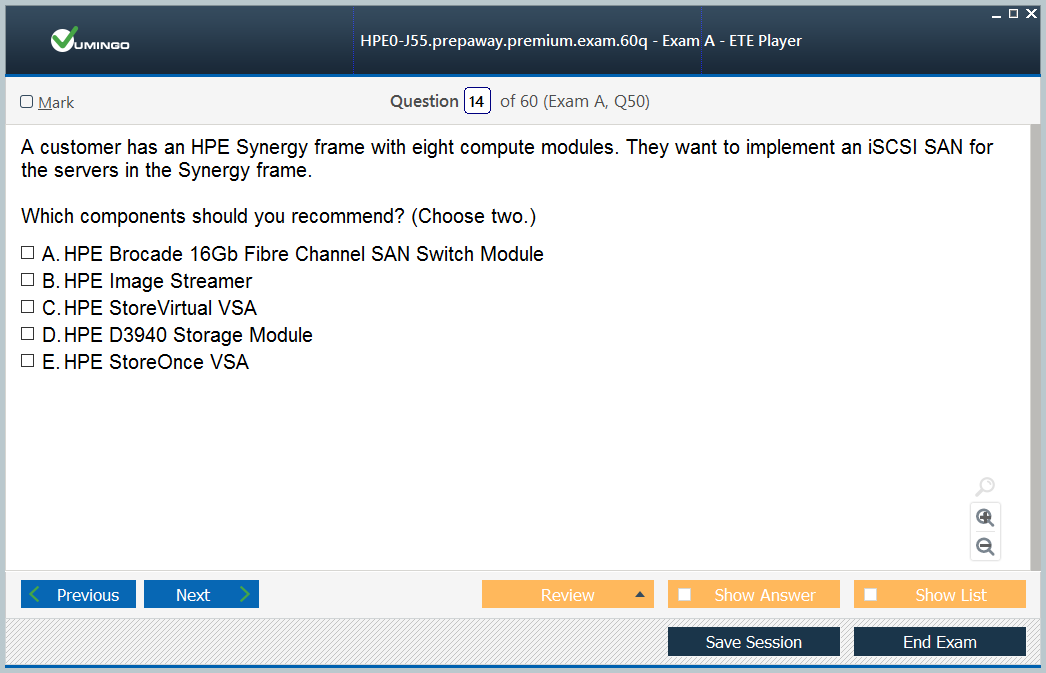 VUMINGO
HPE0-J55.prepaway.premium.exam.60q - Exam A - ETE Player
Mark
Question 14 of 60 (Exam A, Q50)
A customer has an HPE Synergy frame with eight compute modules. They want to implement an iSCSI SAN for
the servers in the Synergy frame.
Which components should you recommend? (Choose two.)
A. HPE Brocade 16Gb Fibre Channel SAN Switch Module
B. HPE Image Streamer
C. HPE StoreVirtual VSA
D. HPE D3940 Storage Module
E. HPE StoreOnce VSA
Previous
Next
Review
Show Answer
Show List
Save Session
End Exam